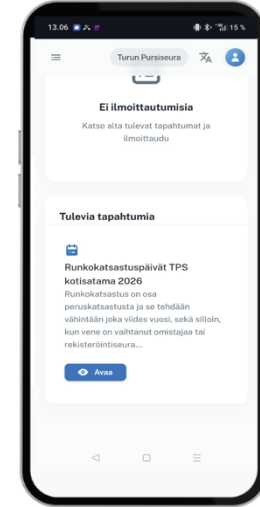 13.06
15 %
Turun Pursiseura
Ei ilmoittautumisia
Katso alta tulevat tapahtumat ja
ilmoittaudu
Tulevia tapahtumia
Runkokatsastuspäivät TPS
kotisatama 2026
Runkokatsastus on osa
peruskatsastusta ja se tehdään
vähintään joka viides vuosi, sekä silloin,
kun vene on vaihtanut omistajaa tai
rekisteröintiseura...
Avaa